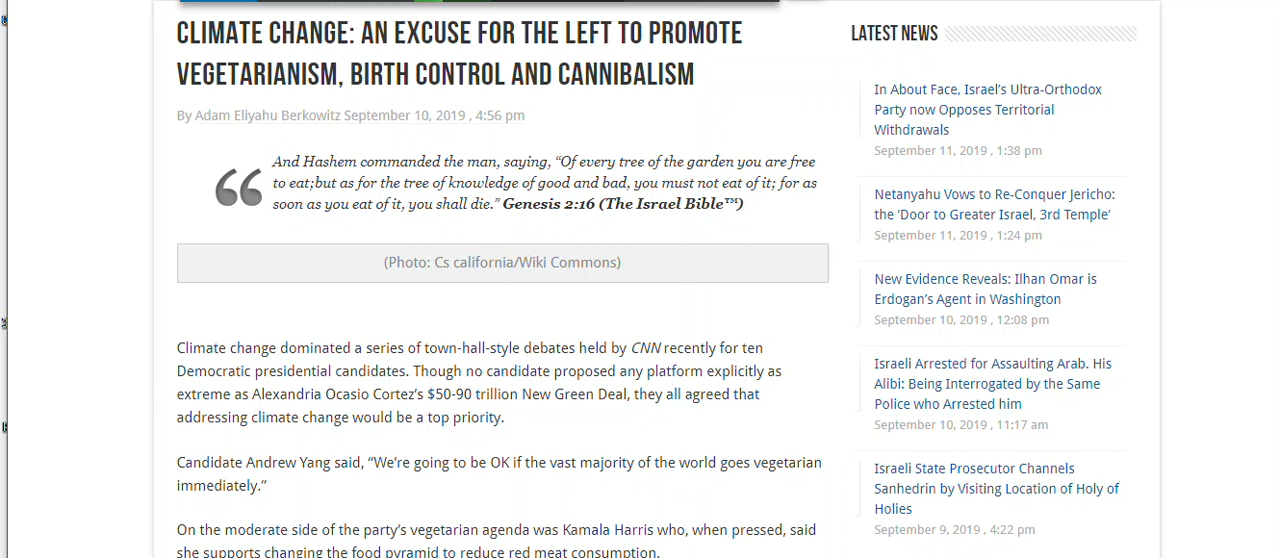 CLIMATE CHANGE: AN EXCUSE FOR THE LEFT TO PROMOTE
VEGETARIANISM, BIRTH CONTROL AND CANNIBALISM
By Adam Eliyahu Berkowitz September 10, 2019 , 4:56 pm
And Hashem commanded the man, saying, “Of every tree of the garden you are free
to eat;but as for the tree of knowledge of good and bad, you must not eat of it; for as
soon as you eat of it, you shall die.” Genesis 2:16 (The Israel Bible™)
(Photo: Cs california/Wiki Commons)
Climate change dominated a series of town-hall-style debates held by CNN recently for ten
Democratic presidential candidates. Though no candidate proposed any platform explicitly as
extreme as Alexandria Ocasio Cortez’s $50-90 trillion New Green Deal, they all agreed that
addressing climate change would be a top priority.
Candidate Andrew Yang said, “We’re going to be OK if the vast majority of the world goes vegetarian
immediately.”
On the moderate side of the party’s vegetarian agenda was Kamala Harris who, when pressed, said
she supports changing the food pyramid to reduce red meat consumption.
LATEST NEWS
In About Face, Israel’s Ultra-Orthodox
Party now Opposes Territorial
Withdrawals
September 11, 2019 , 1:38 pm
Netanyahu Vows to Re-Conquer Jericho:
the ‘Door to Greater Israel, 3rd Temple’
September 11, 2019 , 1:24 pm
New Evidence Reveals: Ilhan Omar is
Erdogan’s Agent in Washington
September 10, 2019 , 12:08 pm
Israeli Arrested for Assaulting Arab. His
Alibi: Being Interrogated by the Same
Police who Arrested him
September 10, 2019 , 11:17 am
Israeli State Prosecutor Channels
Sanhedrin by Visiting Location of Holy of
Holies
September 9, 2019 , 4:22 pm